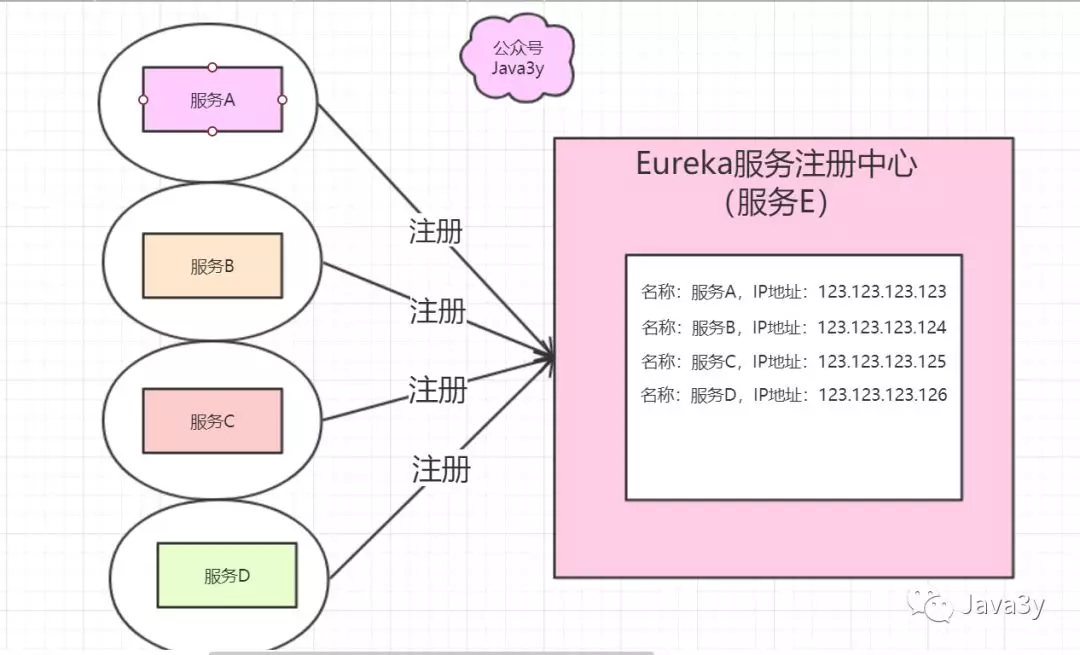 公众号
Java3y
服务A
服务B
服务C
服务D
注册
注册
注册
注册
Eureka服务注册中心
（服务E）
名称：服务A，IP地址：123.123.123.123
名称：服务B，IP地址：123.123.123.124
名称：服务C，IP地址：123.123.123.125
名称：服务D，IP地址：123.123.123.126
Java3y